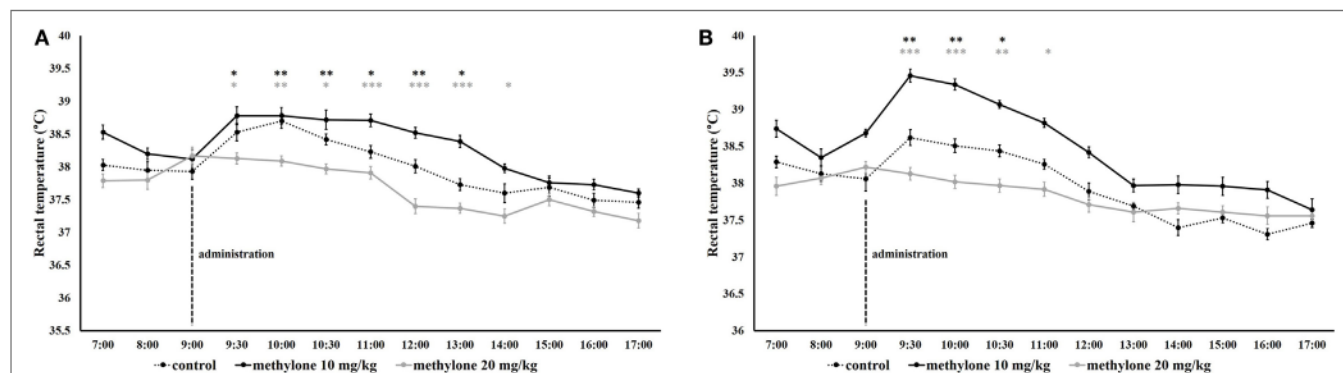 A
Rectal temperature (°C)
40
39.5
39
38.5
38
37.5
37
36.5
36
35.5
* ** ** * ** *
* ** * *** *** *** *
administration
7:00 8:00 9:00 9:30 10:00 10:30 11:00 12:00 13:00 14:00 15:00 16:00 17:00
control methylone 10 mg/kg methylone 20 mg/kg
B
Rectal temperature (°C)
40
39.5
39
38.5
38
37.5
37
36.5
36
** ** *
*** *** ** *
administration
7:00 8:00 9:00 9:30 10:00 10:30 11:00 12:00 13:00 14:00 15:00 16:00 17:00
control methylone 10 mg/kg methylone 20 mg/kg